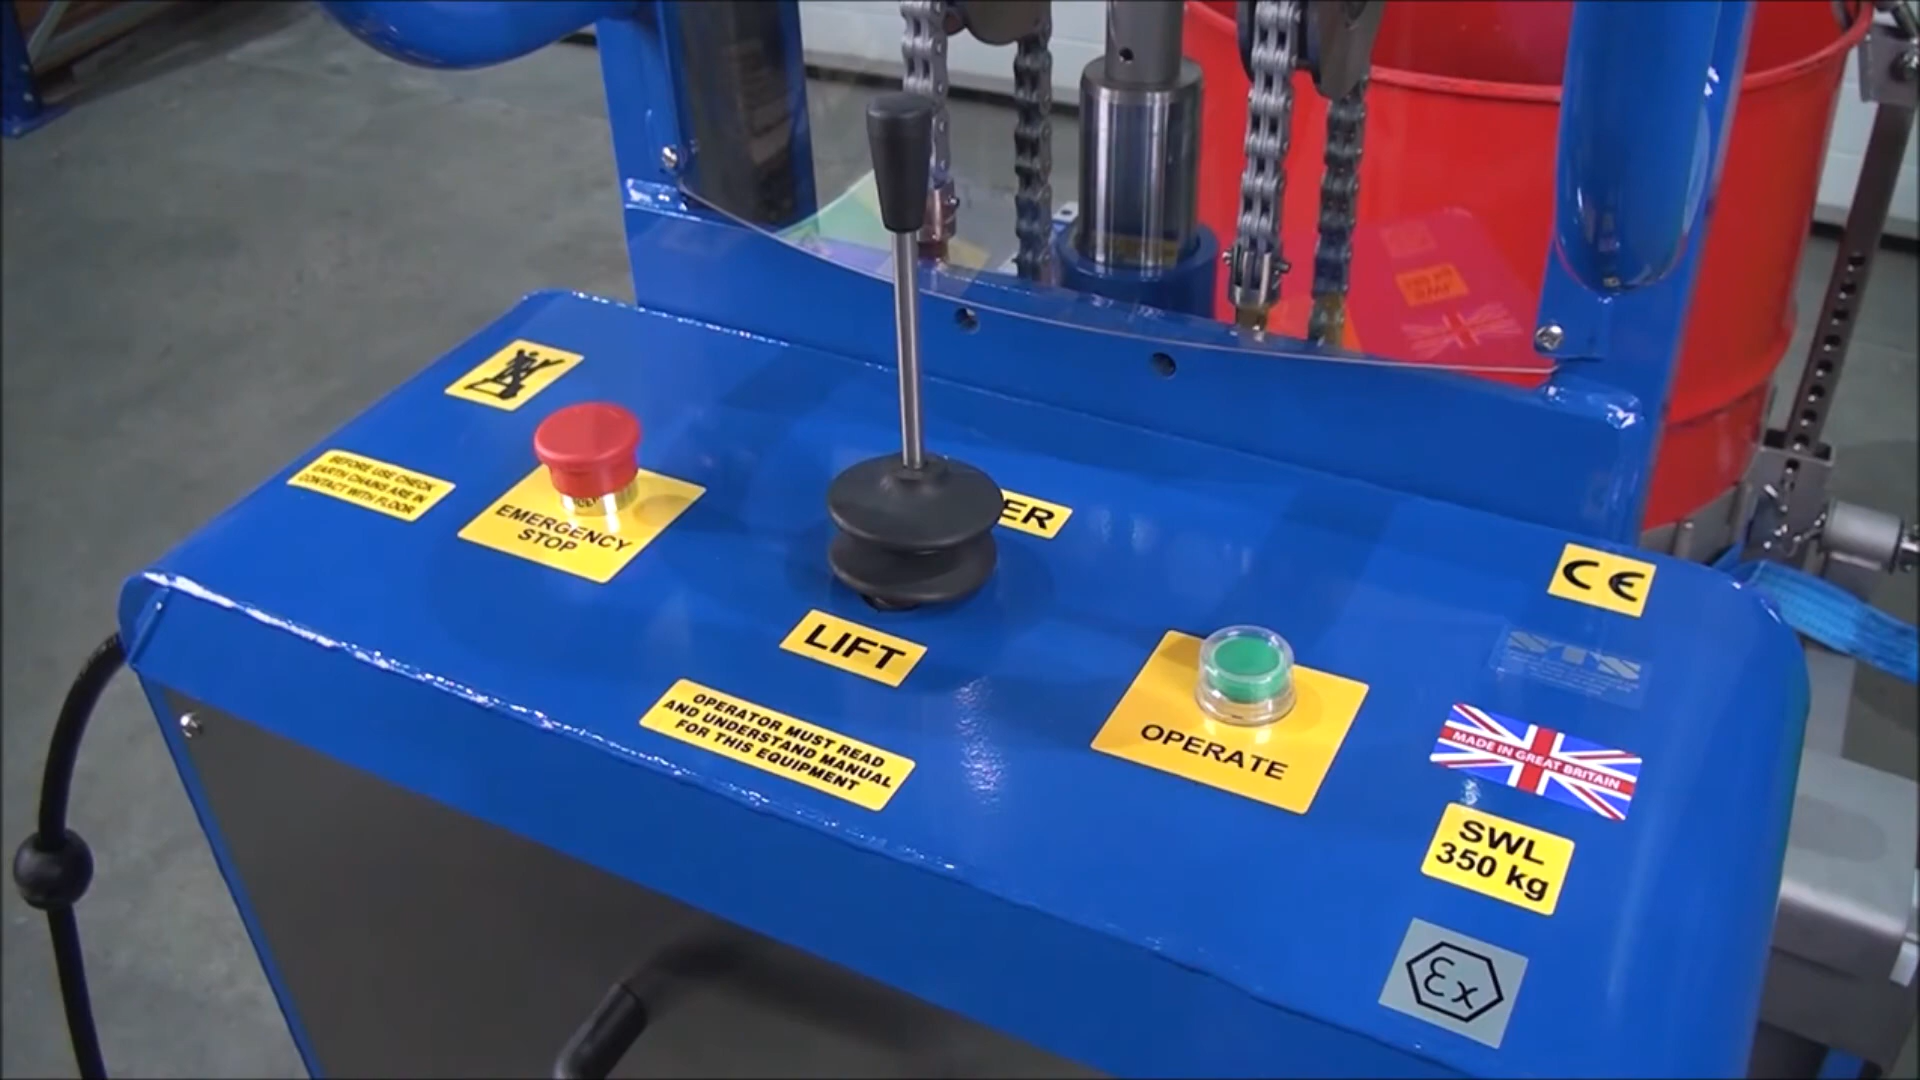 BEFORE USE CHECK
EARTH CHAINS ARE IN
CONTACT WITH FLOOR
EMERGENCY
STOP
ER
LIFT
OPERATOR MUST READ
AND UNDERSTAND MANUAL
FOR THIS EQUIPMENT
OPERATE
CE
STS
MADE IN GREAT BRITAIN
SWL
350 kg
Ex